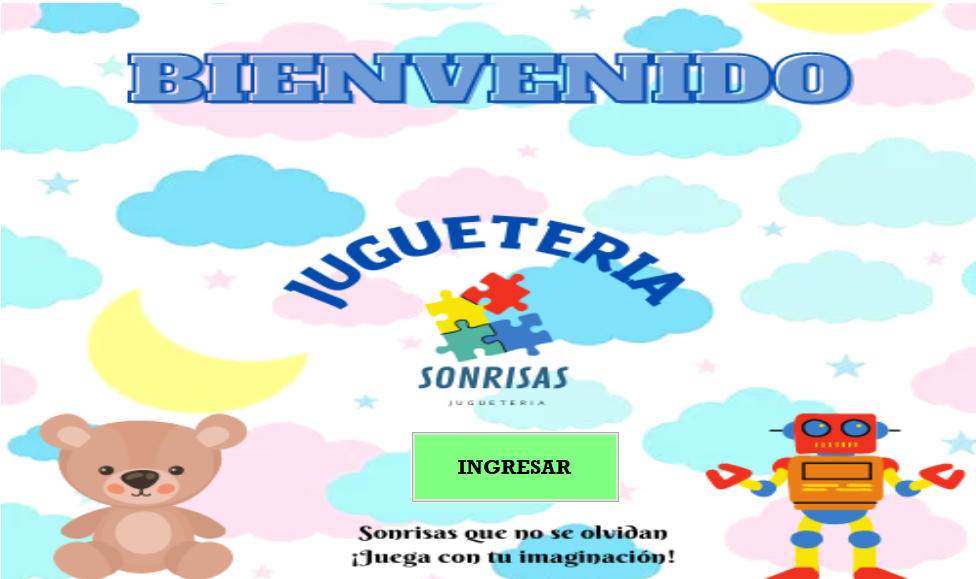 BIENVENIDO
JUGUETERIA
SONRISAS
JUGUETERIA
INGRESAR
Sonrisas que no se olvidan
¡Juega con tu imaginación!